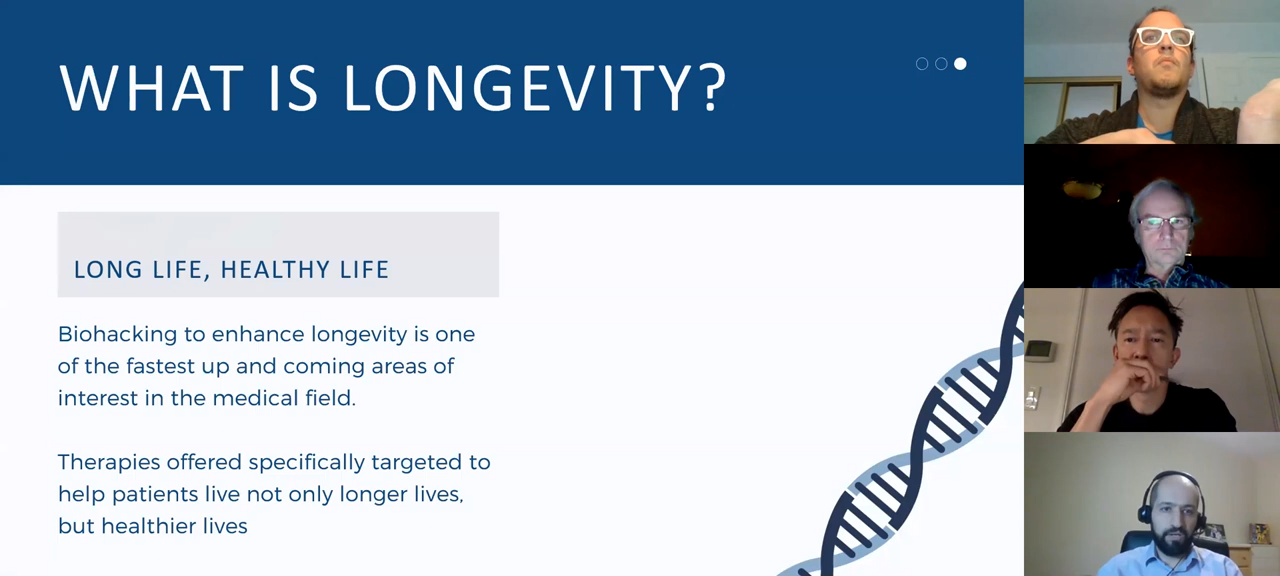 WHAT IS LONGEVITY?
LONG LIFE, HEALTHY LIFE
Biohacking to enhance longevity is one
of the fastest up and coming areas of
interest in the medical field.
Therapies offered specifically targeted to
help patients live not only longer lives,
but healthier lives